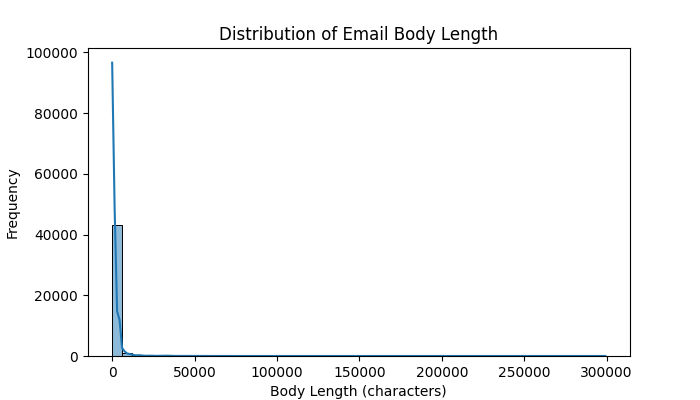 Distribution of Email Body Length
100000
80000
60000
40000
20000
0
Frequency
0 50000 100000 150000 200000 250000 300000
Body Length (characters)